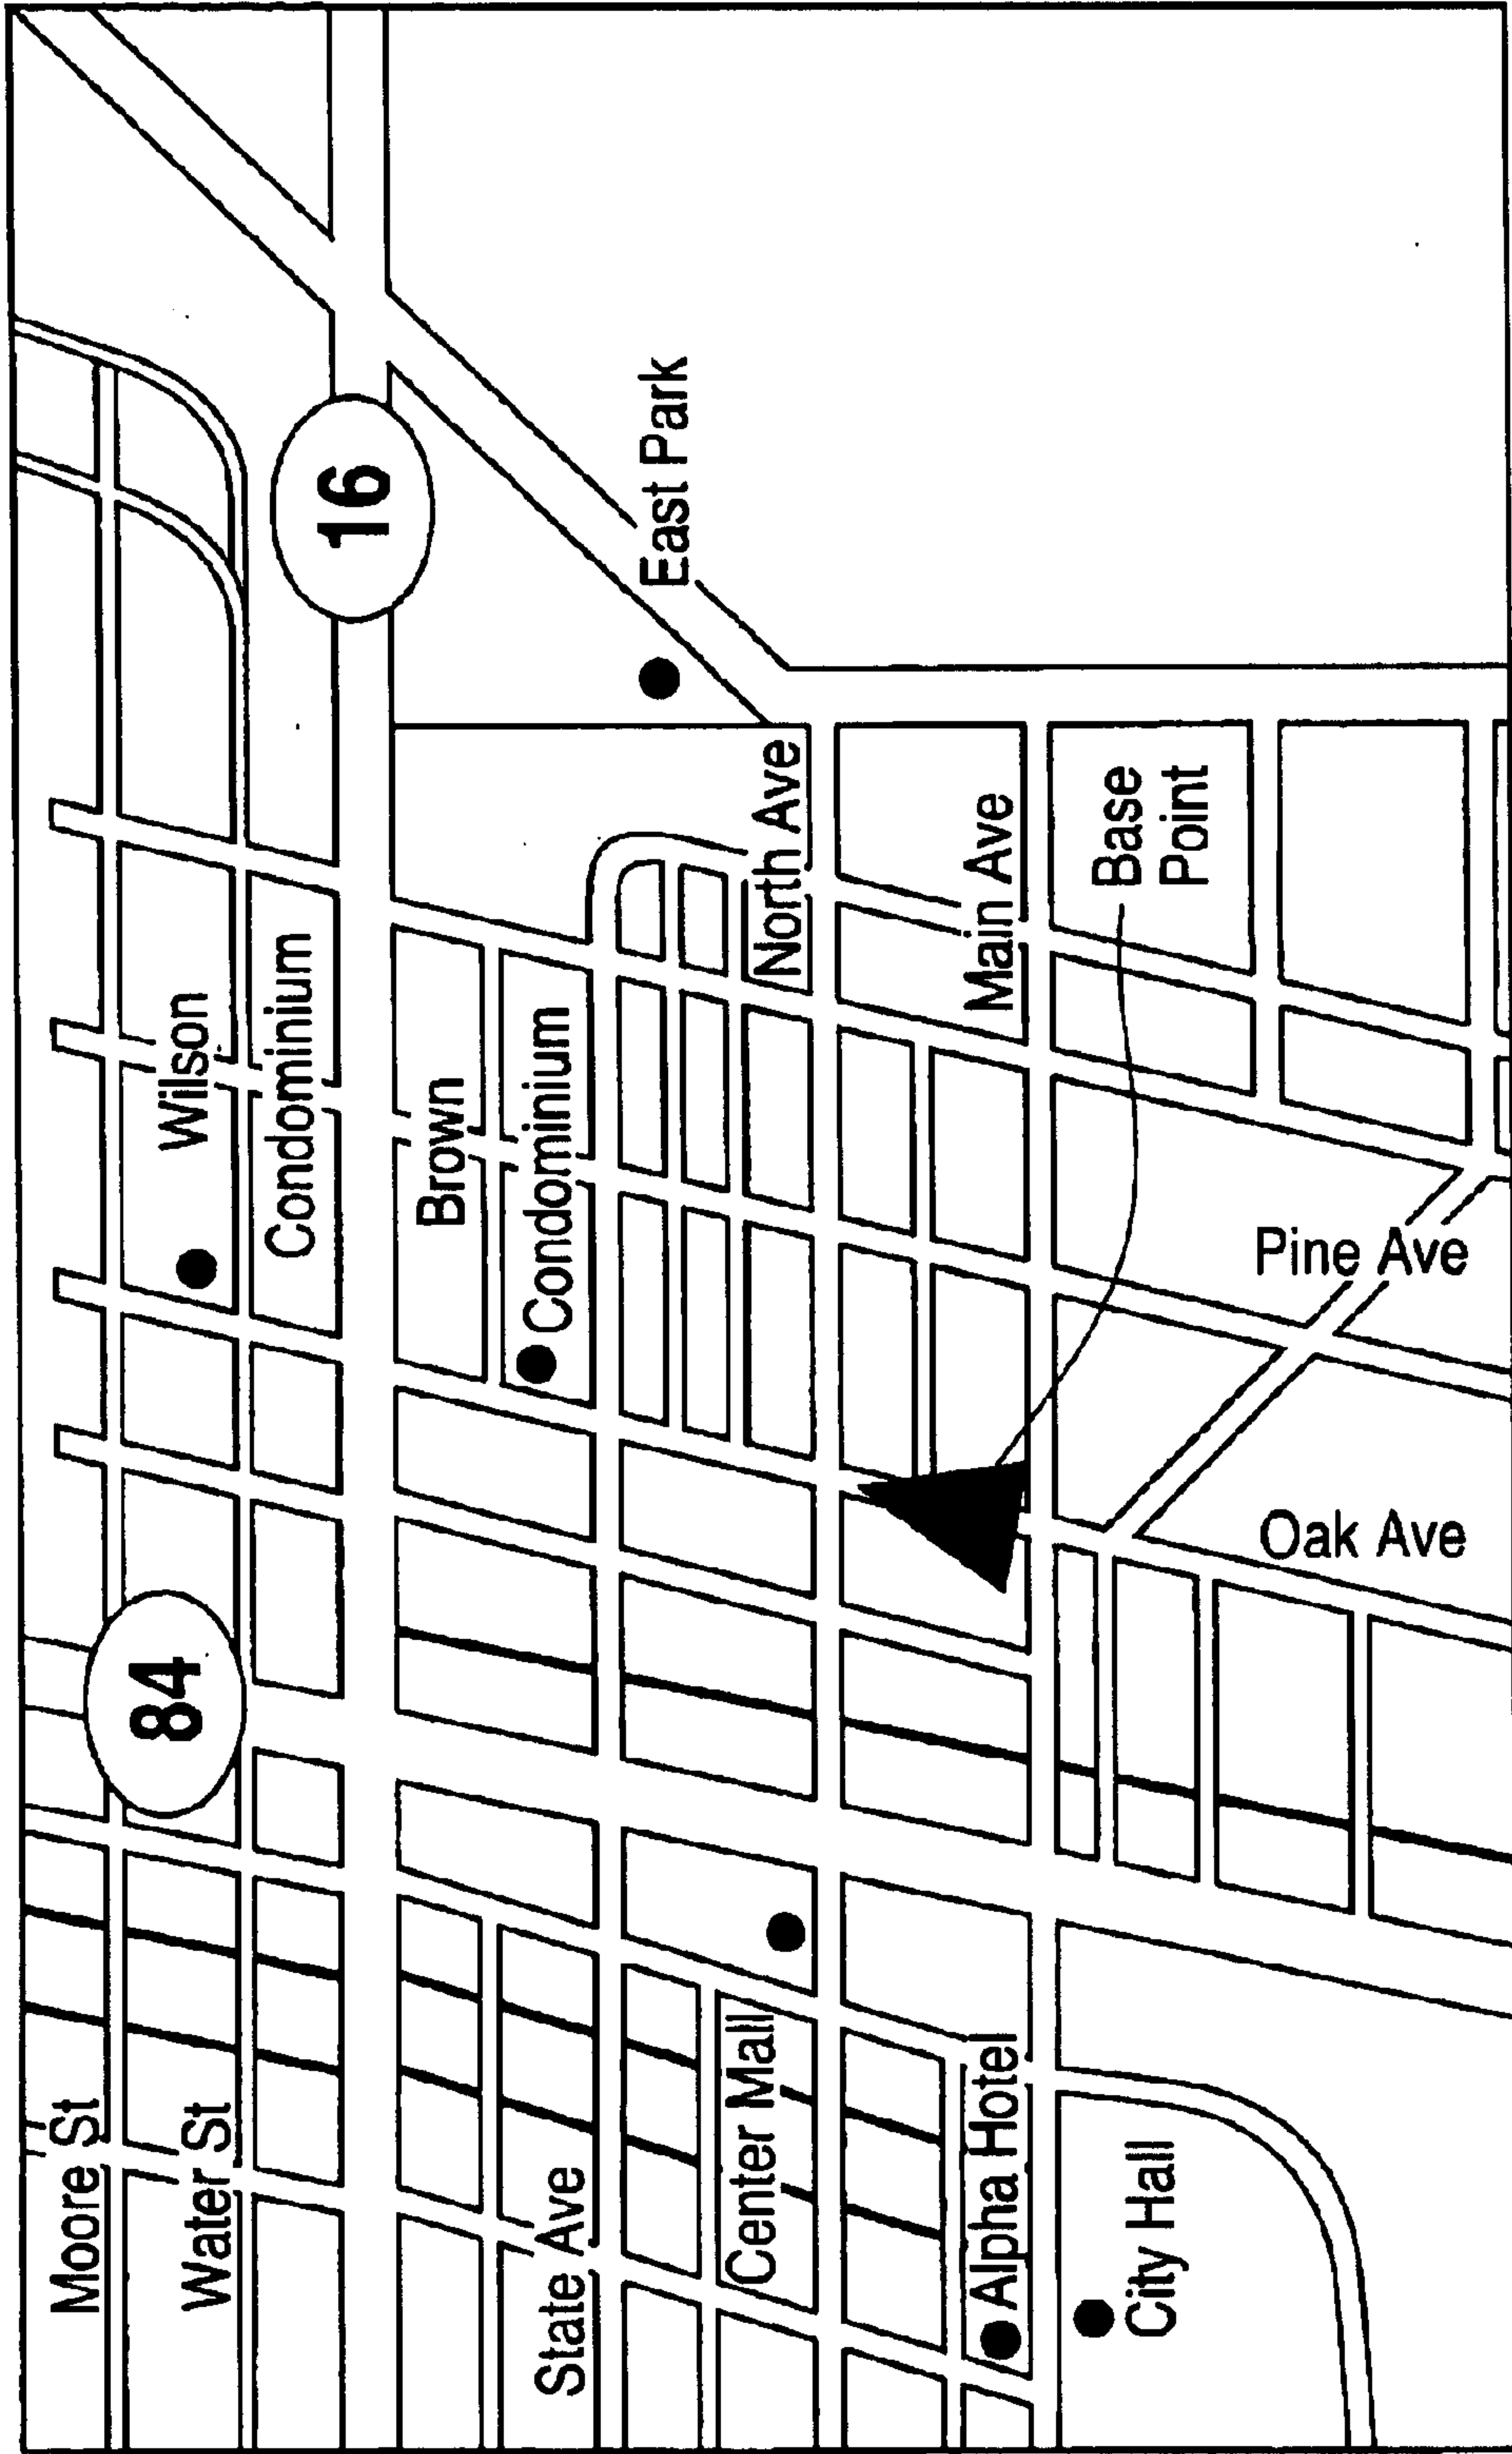 Moore St
Water St
84
Wilson
Condominium
16
State Ave
Brown
Condominium
East Park
Center Mall
North Ave
Alpha Hotel
Main Ave
City Hall
Base
Point
Oak Ave
Pine Ave